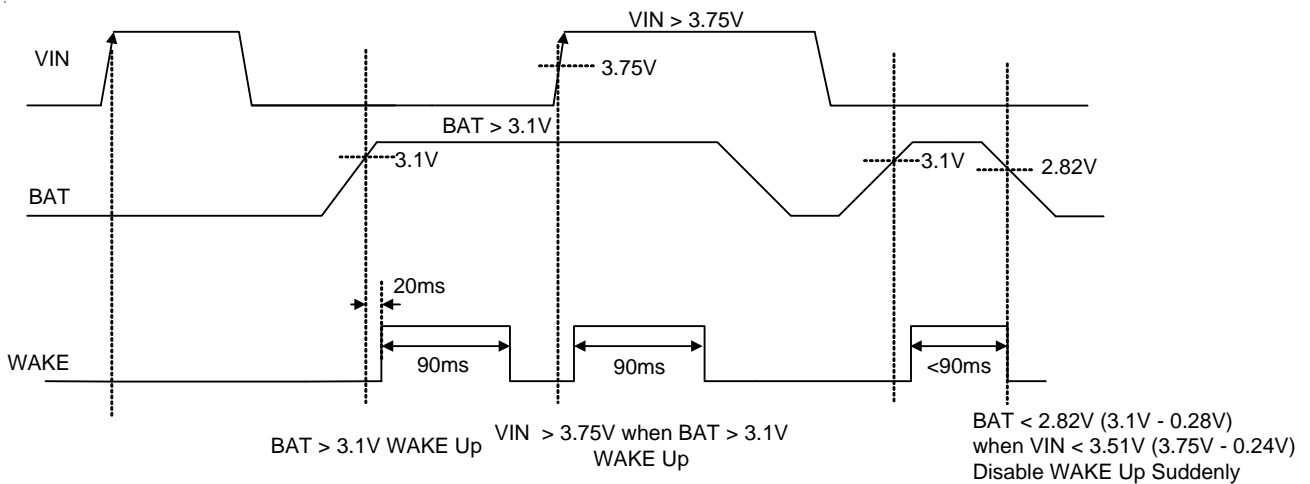 VIN > 3.75V
VIN
3.75V
BAT > 3.1V
3.1V
3.1V
2.82V
BAT
20ms
WAKE
90ms
90ms
<90ms
BAT > 3.1V WAKE Up
VIN > 3.75V when BAT > 3.1V
WAKE Up
BAT < 2.82V (3.1V - 0.28V)
when VIN < 3.51V (3.75V - 0.24V)
Disable WAKE Up Suddenly